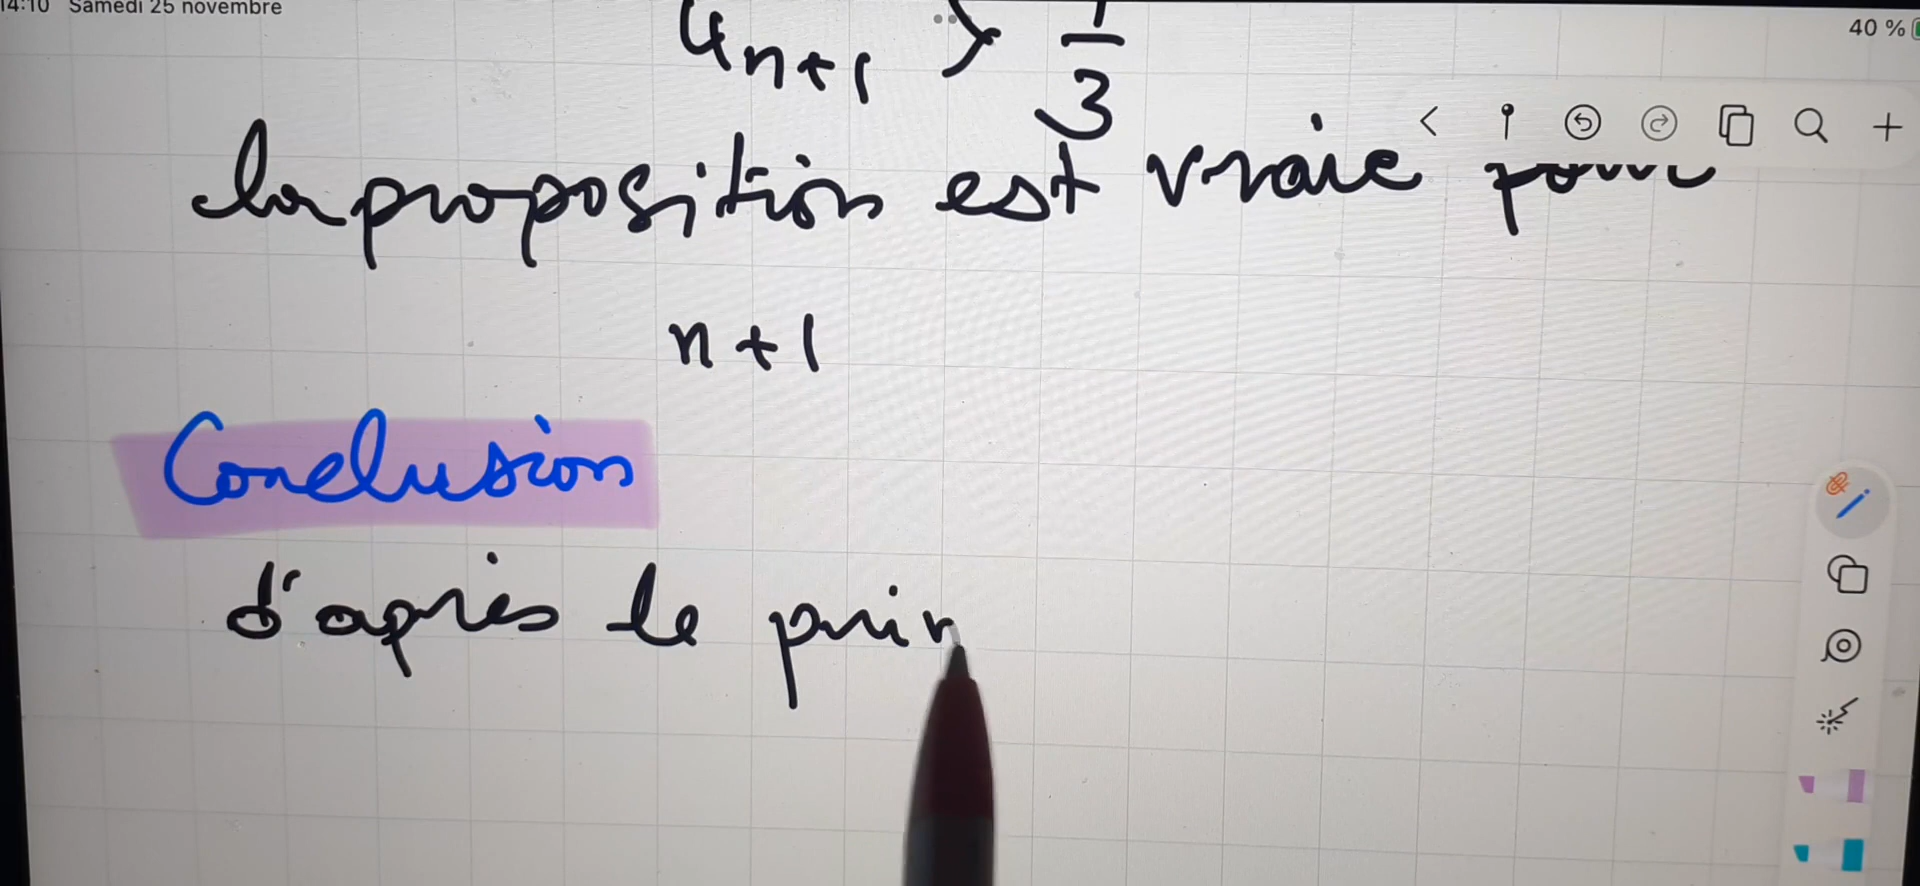 14:10 Samedi 25 novembre
40 %
u_{n+1} > 1/3
la proposition est vraie pour
n+1
Conclusion
d'après le prin